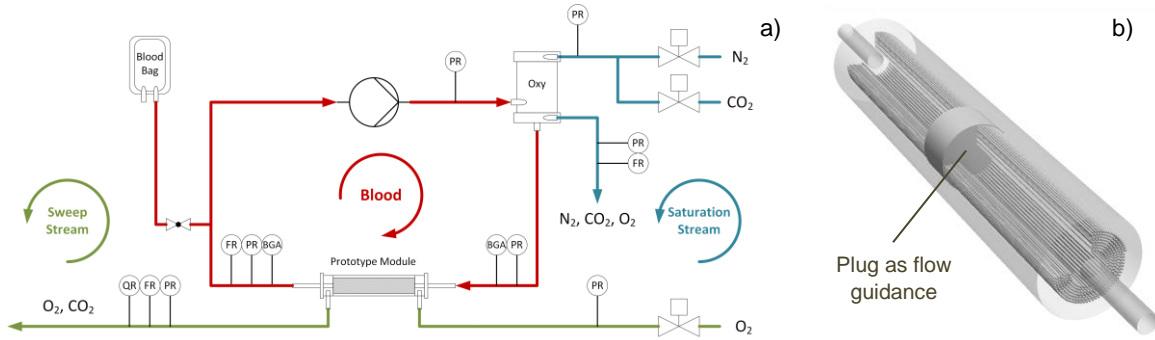 a)
b)
PR
Blood
Bag
PR
Oxy
N₂
CO₂
PR
FR
Blood
Sweep
Stream
N₂, CO₂, O₂
Saturation
Stream
FR
PR
BGA
BGA
PR
Prototype Module
Plug as flow
guidance
O₂, CO₂
QR
FR
PR
PR
O₂